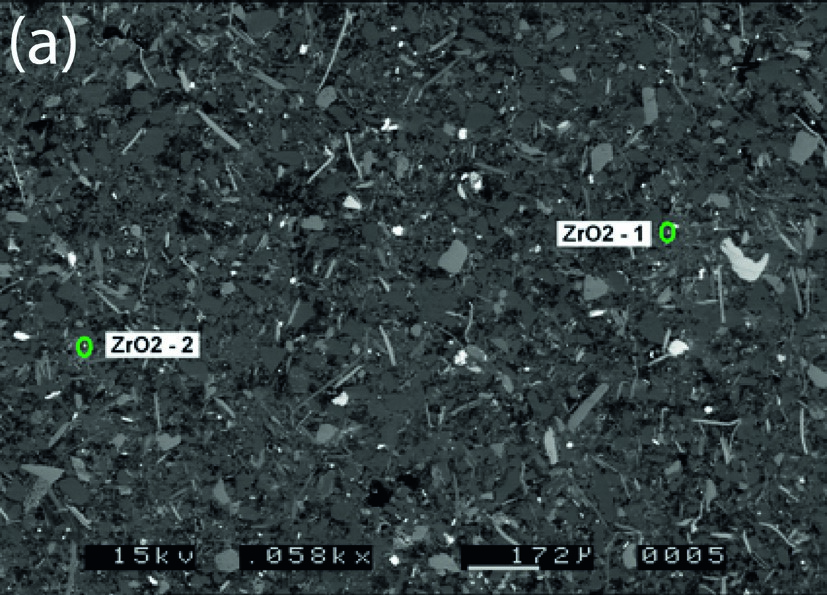 (a)
ZrO2 - 1
ZrO2 - 2
15kv .058kx 172µ 0005